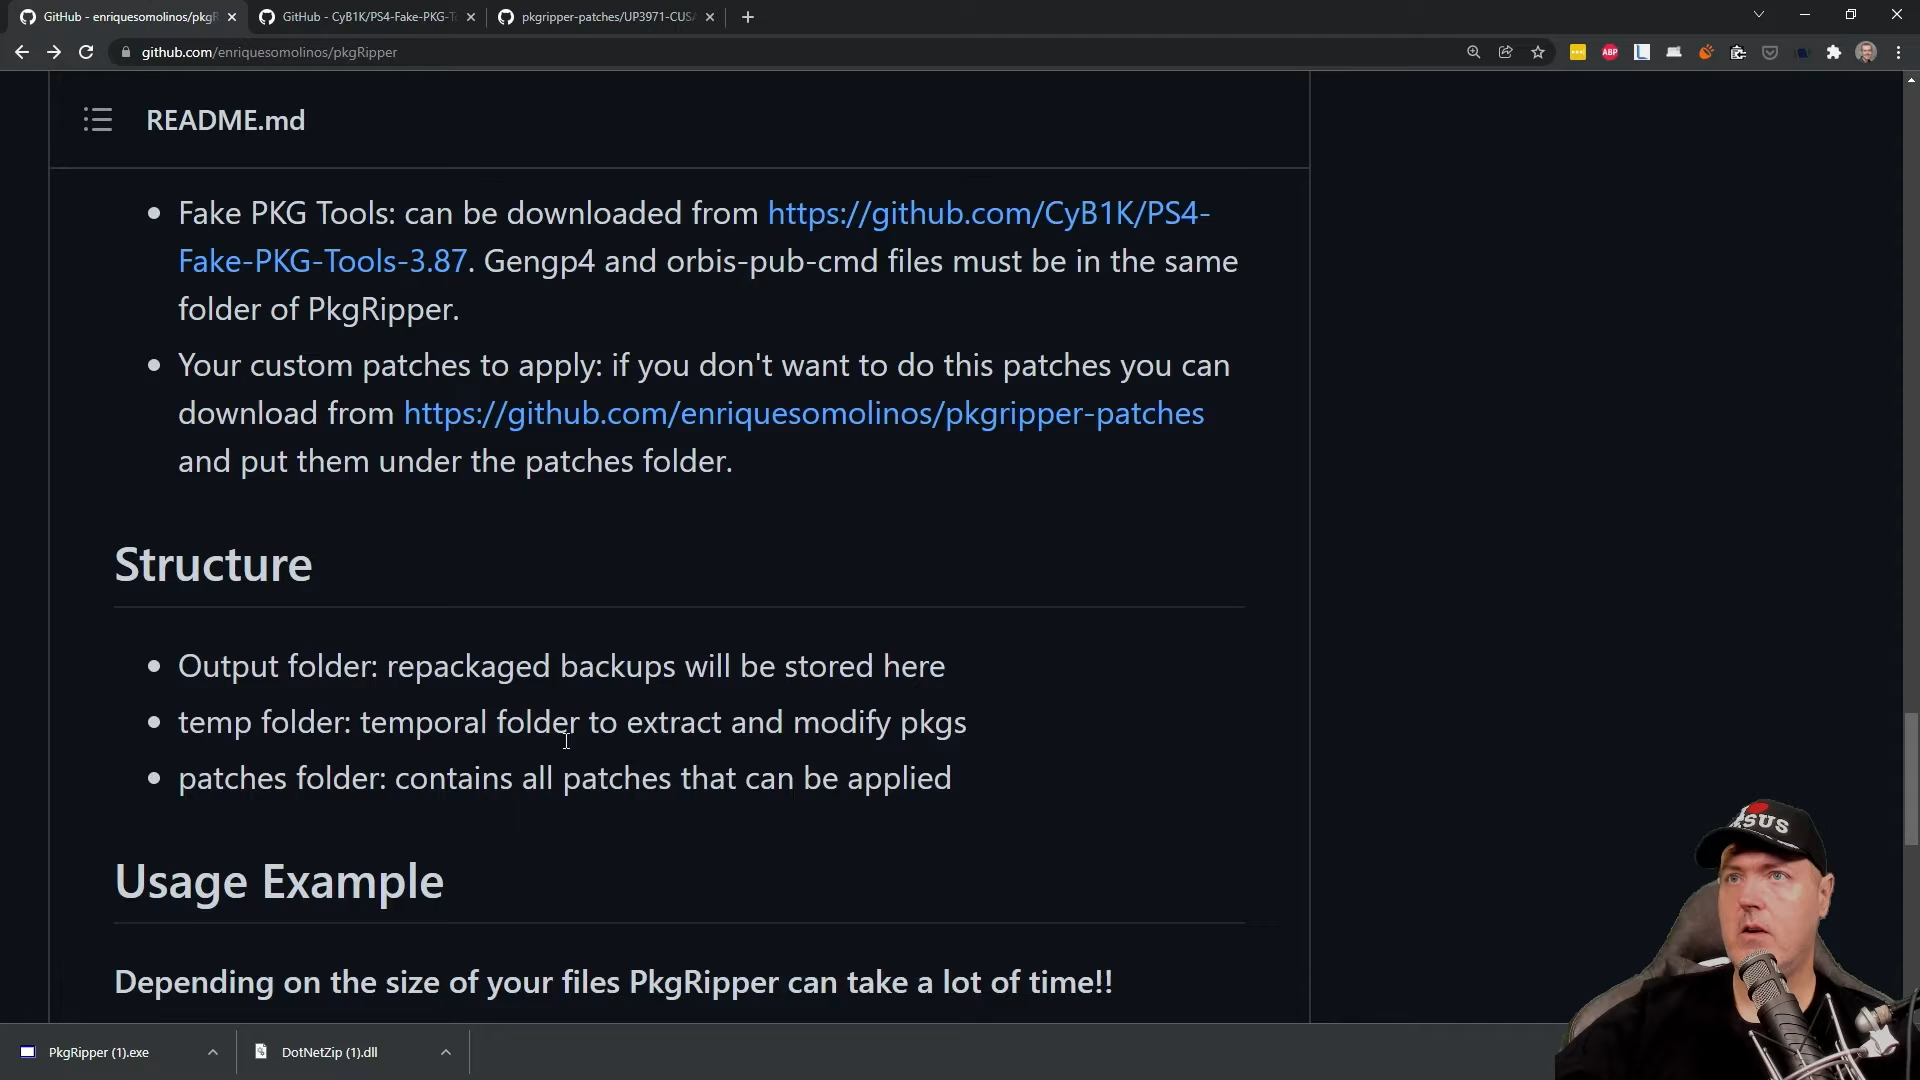 GitHub - enriquesomolinos/pkgR
GitHub - CyB1K/PS4-Fake-PKG-T
pkgripper-patches/UP3971-CUS
github.com/enriquesomolinos/pkgRipper
ABP
README.md
Fake PKG Tools: can be downloaded from https://github.com/CyB1K/PS4-
Fake-PKG-Tools-3.87. Gengp4 and orbis-pub-cmd files must be in the same
folder of PkgRipper.
Your custom patches to apply: if you don't want to do this patches you can
download from https://github.com/enriquesomolinos/pkgripper-patches
and put them under the patches folder.
Structure
Output folder: repackaged backups will be stored here
temp folder: temporal folder to extract and modify pkgs
patches folder: contains all patches that can be applied
Usage Example
Depending on the size of your files PkgRipper can take a lot of time!!
PkgRipper (1).exe
DotNetZip (1).dll